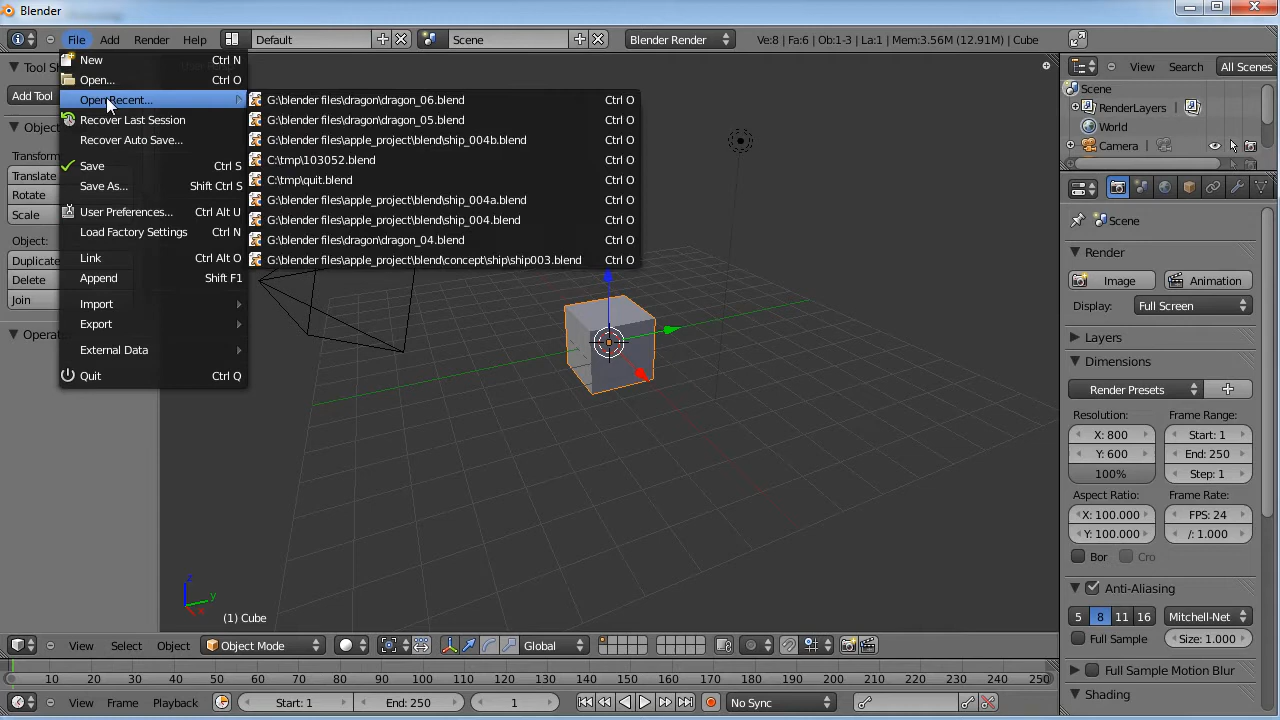 Blender
File Add Render Help Default Scene Blender Render Ve:8 | Fa:6 | Ob:1-3 | La:1 | Mem:3.56M (12.91M) | Cube
New Ctrl N
Open... Ctrl O
Open Recent...
Recover Last Session
Recover Auto Save...
Save Ctrl S
Save As... Shift Ctrl S
User Preferences... Ctrl Alt U
Load Factory Settings Ctrl N
Link Ctrl Alt O
Append Shift F1
Import
Export
External Data
Quit Ctrl Q
G:\blender files\dragon\dragon_06.blend Ctrl O
G:\blender files\dragon\dragon_05.blend Ctrl O
G:\blender files\apple_project\blend\ship_004b.blend Ctrl O
C:\tmp\103052.blend Ctrl O
C:\tmp\quit.blend Ctrl O
G:\blender files\apple_project\blend\ship_004a.blend Ctrl O
G:\blender files\apple_project\blend\ship_004.blend Ctrl O
G:\blender files\dragon\dragon_04.blend Ctrl O
G:\blender files\apple_project\blend\concept\ship\ship003.blend Ctrl O
Tool S
Add Tool
Object
Transform
Translate
Rotate
Scale
Object:
Duplicate
Delete
Join
Operato
z
y
x
(1) Cube
View Search All Scenes
Scene
RenderLayers
World
Camera
Scene
Render
Image Animation
Display: Full Screen
Layers
Dimensions
Render Presets
Resolution: Frame Range:
X: 800 Start: 1
Y: 600 End: 250
100% Step: 1
Aspect Ratio: Frame Rate:
X: 100.000 FPS: 24
Y: 100.000 /: 1.000
Bor Cro
Anti-Aliasing
5 8 11 16 Mitchell-Net
Full Sample Size: 1.000
Full Sample Motion Blur
Shading
View Select Object Object Mode Global
10 20 30 40 50 60 70 80 90 100 110 120 130 140 150 160 170 180 190 200 210 220 230 240 250
View Frame Playback Start: 1 End: 250 1 No Sync